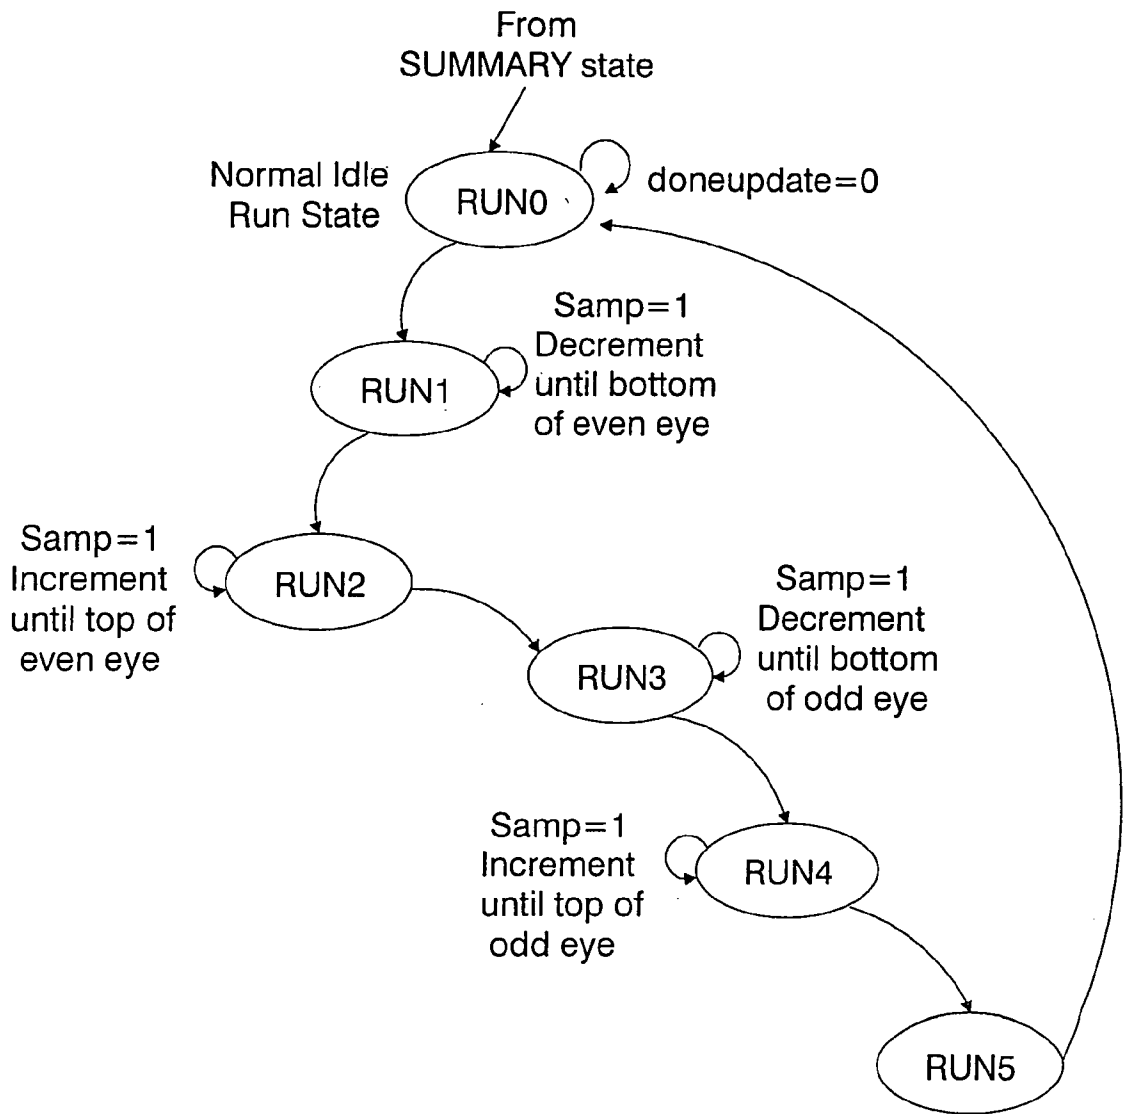 From
SUMMARY state
Normal Idle
Run State
RUN0
doneupdate=0
Samp=1
Decrement
until bottom
of even eye
RUN1
Samp=1
Increment
until top of
even eye
RUN2
Samp=1
Decrement
until bottom
of odd eye
RUN3
Samp=1
Increment
until top of
odd eye
RUN4
RUN5